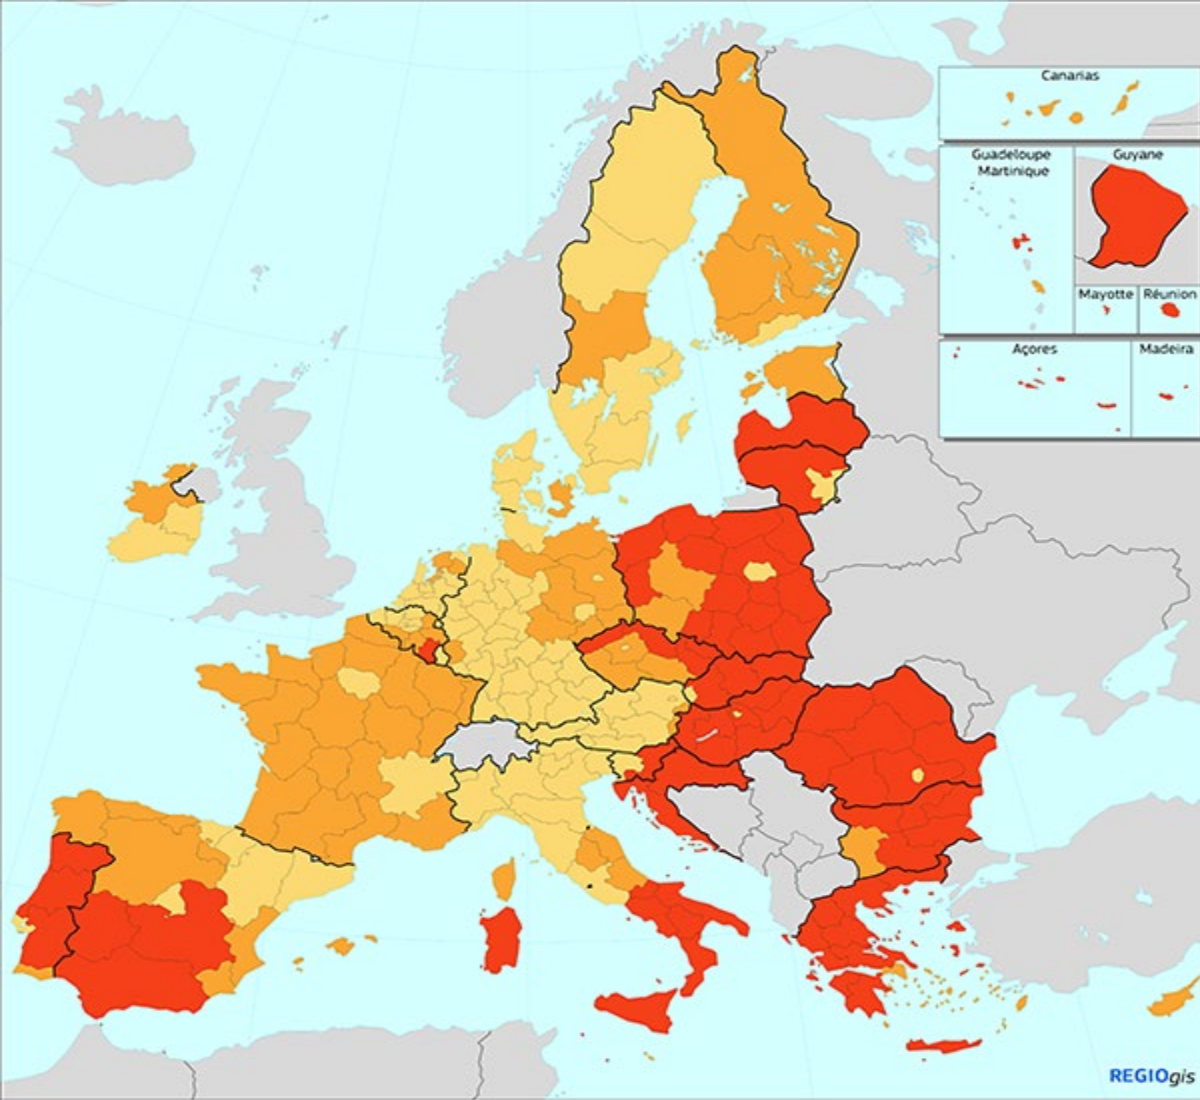 Canarias
Guadeloupe
Martinique
Guyane
Mayotte
Réunion
Açores
Madeira
REGIOgis